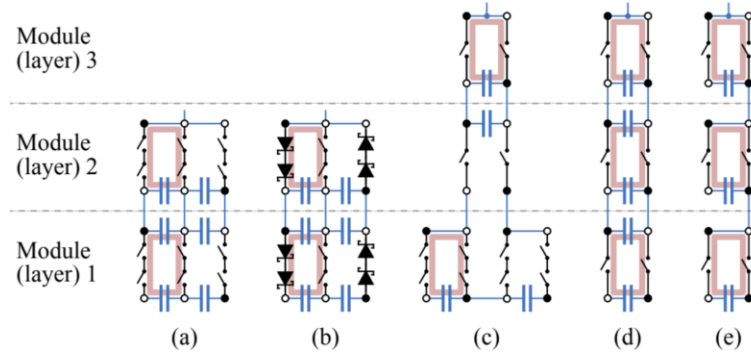 Module
(layer) 3
Module
(layer) 2
Module
(layer) 1
(a) (b) (c) (d) (e)